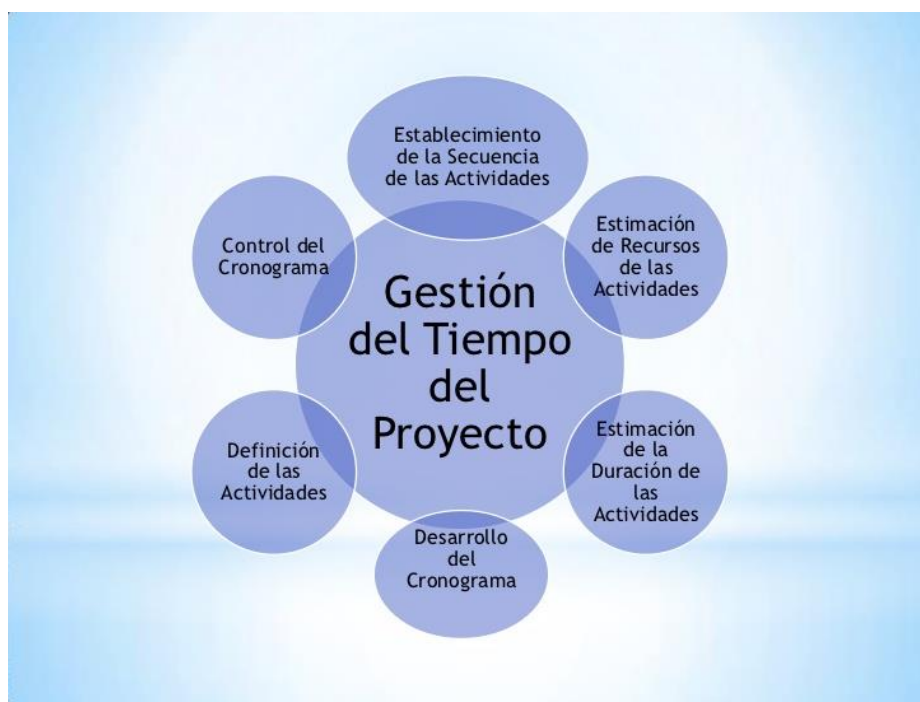 Establecimiento
de la Secuencia
de las Actividades
Estimación
de Recursos
de las
Actividades
Estimación
de la
Duración de
las
Actividades
Desarrollo
del
Cronograma
Definición
de las
Actividades
Control del
Cronograma
Gestión
del Tiempo
del
Proyecto